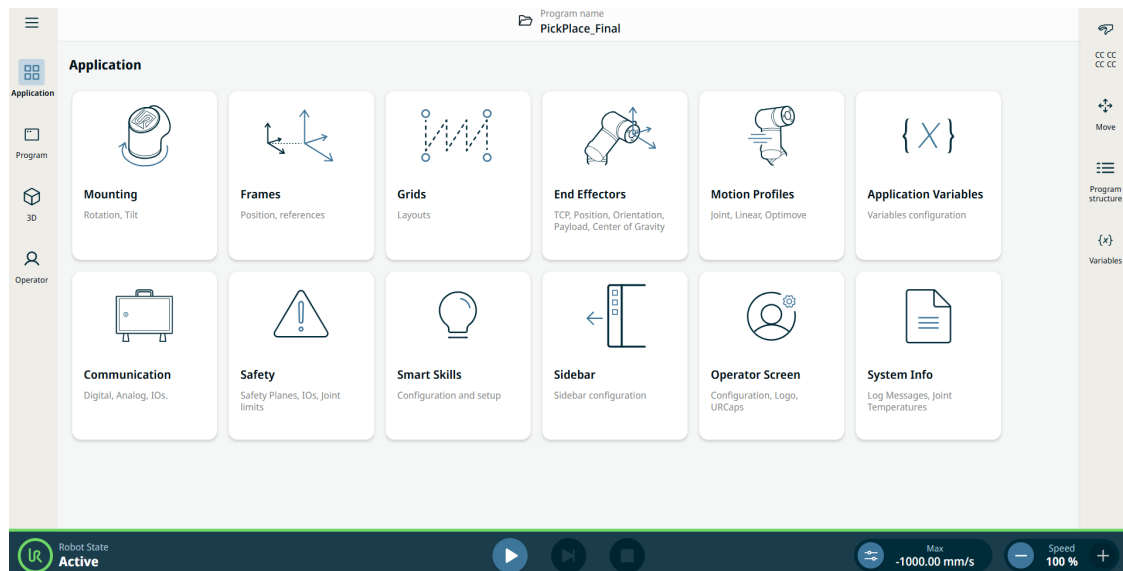 Program name
PickPlace_Final
Application
Program
3D
Operator
Application
Mounting
Rotation, Tilt
Frames
Position, references
Grids
Layouts
End Effectors
TCP, Position, Orientation,
Payload, Center of Gravity
Motion Profiles
Joint, Linear, Optimove
{X}
Application Variables
Variables configuration
Communication
Digital, Analog, IOs.
Safety
Safety Planes, IOs, Joint
limits
Smart Skills
Configuration and setup
Sidebar
Sidebar configuration
Operator Screen
Configuration, Logo,
URCaps
System Info
Log Messages, Joint
Temperatures
CC CC
CC CC
Move
Program
structure
{x}
Variables
UR
Robot State
Active
Max
-1000.00 mm/s
Speed
100 %